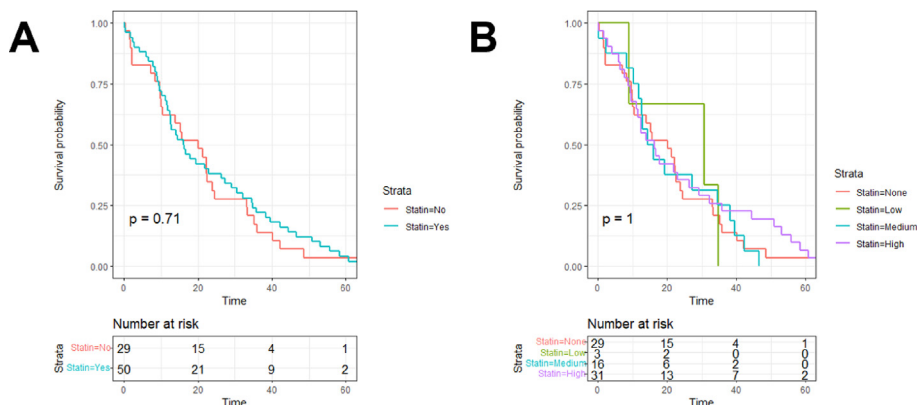 A
B
1.00
0.75
0.50
0.25
0.00
Survival probability
p = 0.71
0 20 40 60
Time
Strata
Statin=No
Statin=Yes
1.00
0.75
0.50
0.25
0.00
Survival probability
p = 1
0 20 40 60
Time
Strata
Statin=None
Statin=Low
Statin=Medium
Statin=High
Number at risk
Strata
Statin=No 29 15 4 1
Statin=Yes 50 21 9 2
0 20 40 60
Time
Number at risk
Strata
Statin=None 29 15 4 1
Statin=Low 3 2 0 0
Statin=Medium 16 6 2 0
Statin=High 31 13 7 2
0 20 40 60
Time